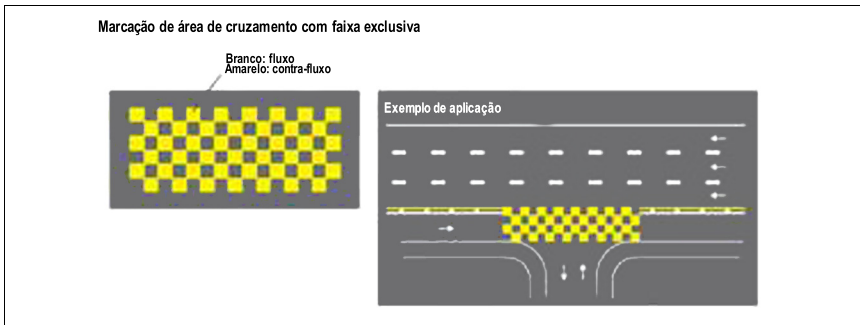 Marcação de área de cruzamento com faixa exclusiva
Branco: fluxo
Amarelo: contra-fluxo
Exemplo de aplicação